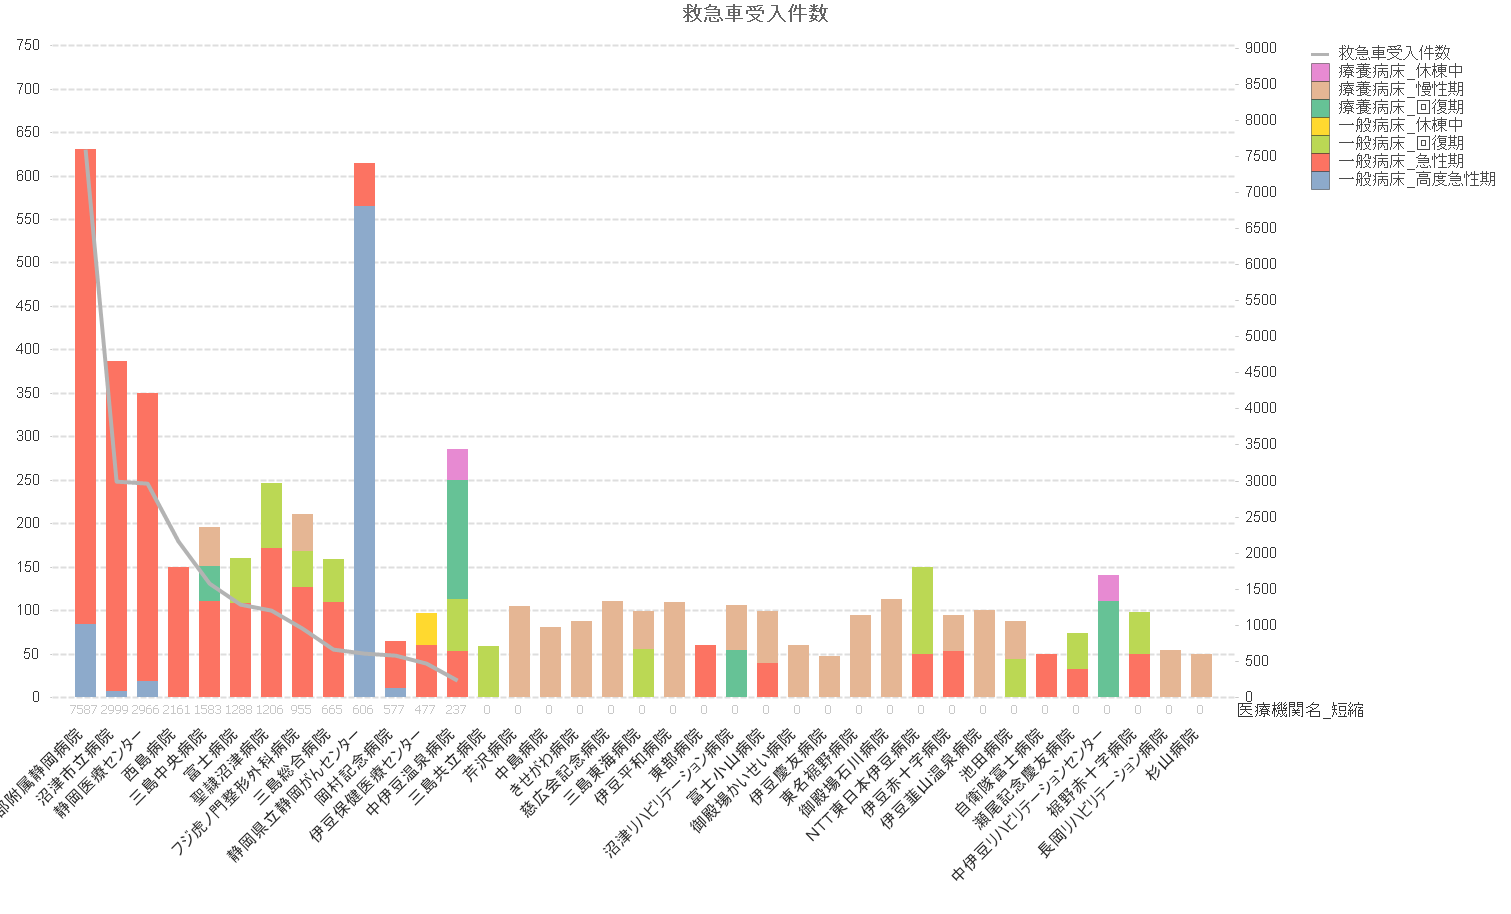 救急車受入件数
750
700
650
600
550
500
450
400
350
300
250
200
150
100
50
0
9000
8500
8000
7500
7000
6500
6000
5500
5000
4500
4000
3500
3000
2500
2000
1500
1000
500
0
救急車受入件数
療養病床_休棟中
療養病床_慢性期
療養病床_回復期
一般病床_休棟中
一般病床_回復期
一般病床_急性期
一般病床_高度急性期
7587 2999 2966 2161 1583 1288 1206 955 665 606 577 477 237 0 0 0 0 0 0 0 0 0 0 0 0 0 0 0 0 0 0 0 0 0 0 0 0
医療機関名_短縮
部附属静岡病院
沼津市立病院
静岡医療センター
西島病院
三島中央病院
富士病院
聖隷沼津病院
フジ虎ノ門整形外科病院
三島総合病院
静岡県立静岡がんセンター
岡村記念病院
伊豆保健医療センター
中伊豆温泉病院
三島共立病院
芹沢病院
中島病院
きせがわ病院
慈広会記念病院
三島東海病院
伊豆平和病院
東部病院
沼津リハビリテーション病院
富士小山病院
御殿場かいせい病院
伊豆慶友病院
東名裾野病院
御殿場石川病院
NTT東日本伊豆病院
伊豆赤十字病院
伊豆韮山温泉病院
池田病院
自衛隊富士病院
瀬尾記念慶友病院
中伊豆リハビリテーションセンター
裾野赤十字病院
長岡リハビリテーション病院
杉山病院